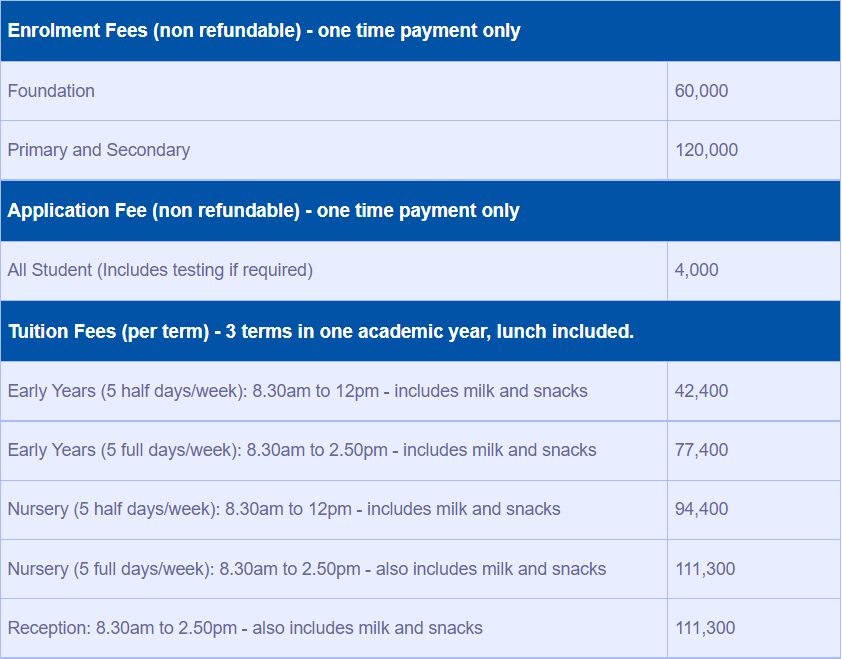 Enrolment Fees (non refundable) - one time payment only
Foundation 60,000
Primary and Secondary 120,000
Application Fee (non refundable) - one time payment only
All Student (Includes testing if required) 4,000
Tuition Fees (per term) - 3 terms in one academic year, lunch included.
Early Years (5 half days/week): 8.30am to 12pm - includes milk and snacks 42,400
Early Years (5 full days/week): 8.30am to 2.50pm - includes milk and snacks 77,400
Nursery (5 half days/week): 8.30am to 12pm - includes milk and snacks 94,400
Nursery (5 full days/week): 8.30am to 2.50pm - also includes milk and snacks 111,300
Reception: 8.30am to 2.50pm - also includes milk and snacks 111,300